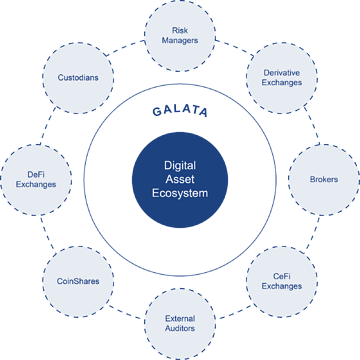 Risk
Managers
Custodians
Derivative
Exchanges
GALATA
Digital
Asset
Ecosystem
DeFi
Exchanges
Brokers
CoinShares
CeFi
Exchanges
External
Auditors